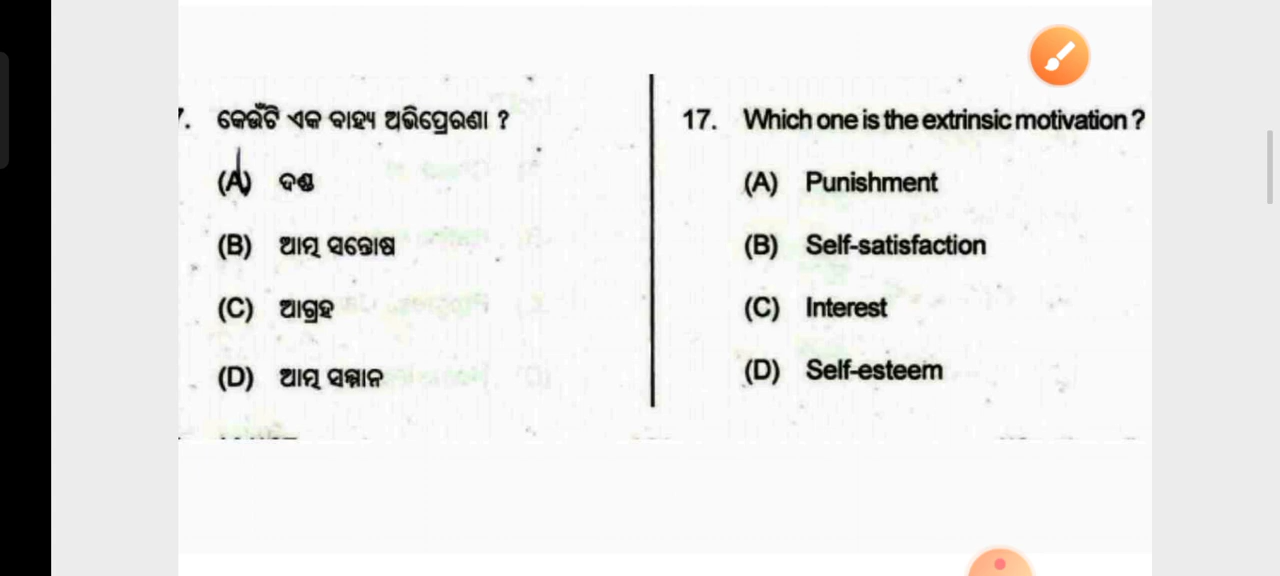 . କେଉଁଟି ଏକ ବାହ୍ୟ ଅଭିପ୍ରେରଣା ?
(A) ଦଣ୍ଡ
(B) ଆତ୍ମ ସନ୍ତୋଷ
(C) ଆଗ୍ରହ
(D) ଆତ୍ମ ସମ୍ମାନ
17. Which one is the extrinsic motivation ?
(A) Punishment
(B) Self-satisfaction
(C) Interest
(D) Self-esteem